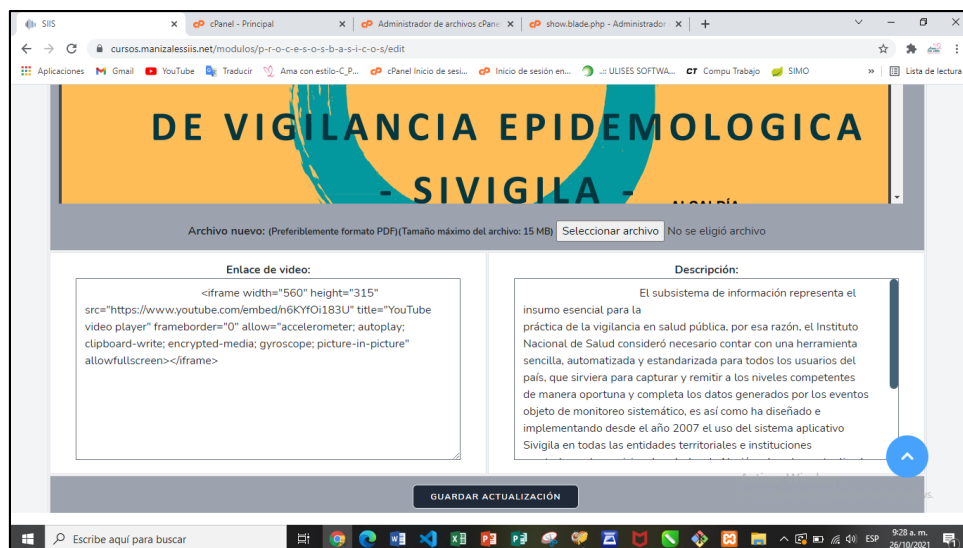 SIIS
cPanel - Principal
Administrador de archivos cPane
show.blade.php - Administrador
cursos.manizalessiis.net/modulos/p-r-o-c-e-s-o-s-b-a-s-i-c-o-s/edit
Aplicaciones Gmail YouTube Traducir Ama con estilo-C_P... cPanel Inicio de sesi... Inicio de sesión en... .:: ULISES SOFTWA... CT Compu Trabajo SIMO » Lista de lectura
DE VIGILANCIA EPIDEMOLOGICA
- SIVIGILA -
ALCALDÍA
Archivo nuevo: (Preferiblemente formato PDF)(Tamaño máximo del archivo: 15 MB) Seleccionar archivo No se eligió archivo
Enlace de video:
<iframe width="560" height="315"
src="https://www.youtube.com/embed/n6KYfOi183U" title="YouTube
video player" frameborder="0" allow="accelerometer; autoplay;
clipboard-write; encrypted-media; gyroscope; picture-in-picture"
allowfullscreen></iframe>
Descripción:
El subsistema de información representa el
insumo esencial para la
práctica de la vigilancia en salud pública, por esa razón, el Instituto
Nacional de Salud consideró necesario contar con una herramienta
sencilla, automatizada y estandarizada para todos los usuarios del
país, que sirviera para capturar y remitir a los niveles competentes
de manera oportuna y completa los datos generados por los eventos
objeto de monitoreo sistemático, es así como ha diseñado e
implementando desde el año 2007 el uso del sistema aplicativo
Sivigila en todas las entidades territoriales e instituciones
GUARDAR ACTUALIZACIÓN
Escribe aquí para buscar
ESP
9:28 a. m.
26/10/2021